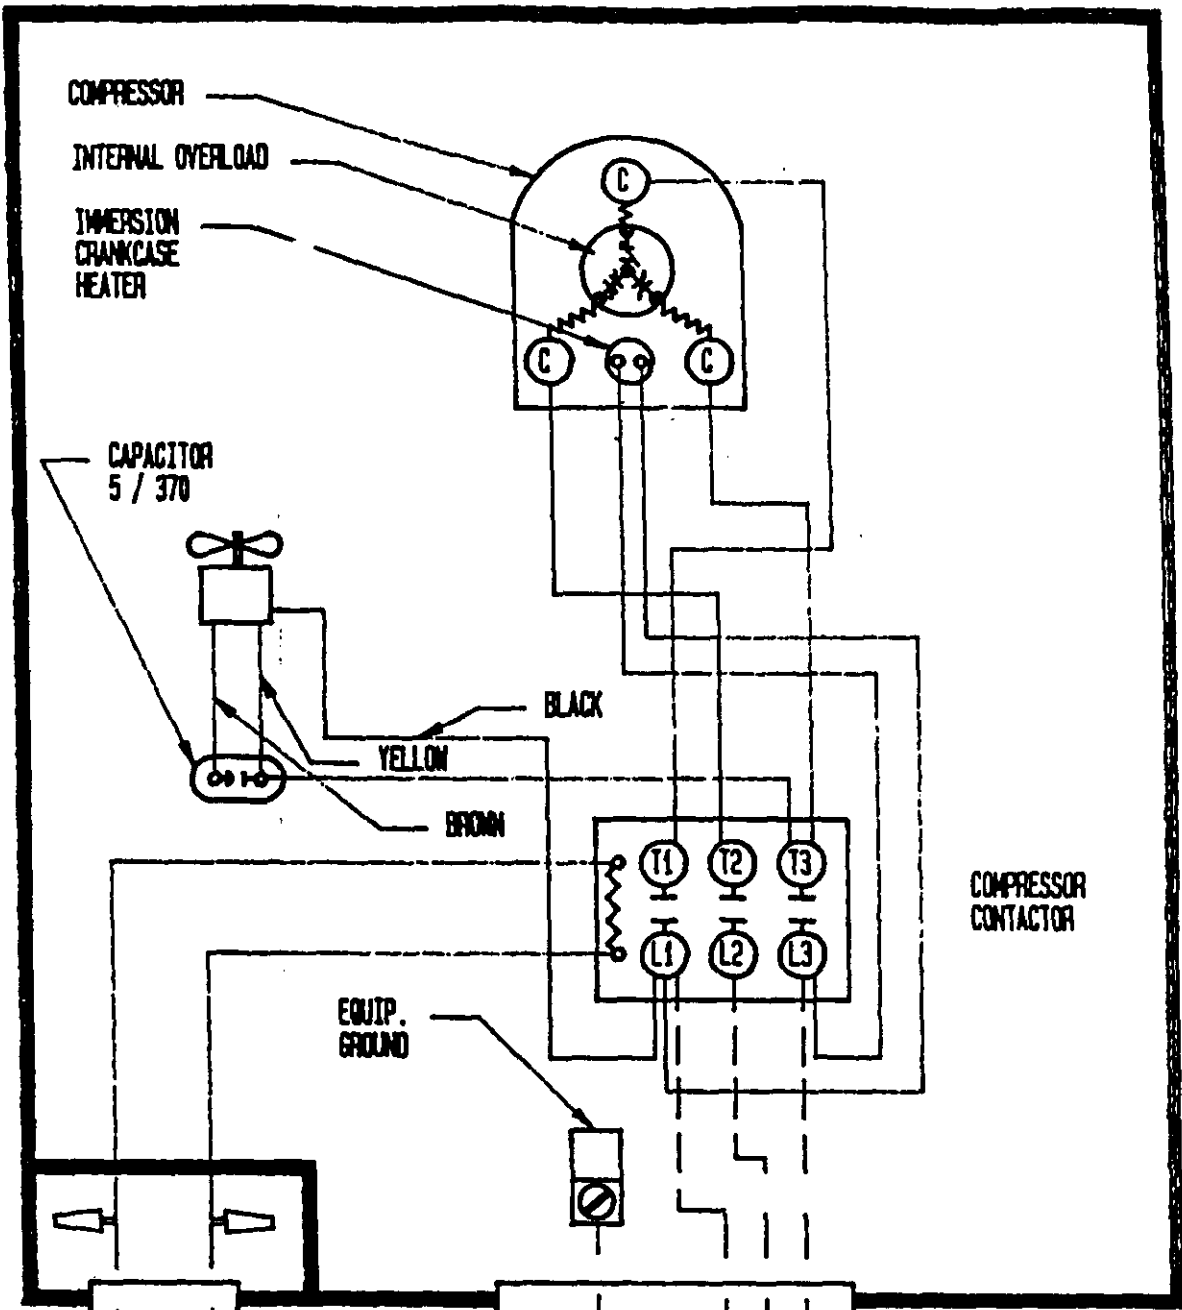 COMPRESSOR
INTERNAL OVERLOAD
IMMERSION
CRANKCASE
HEATER
C
C
C
CAPACITOR
5 / 370
BLACK
YELLOW
BROWN
T1 T2 T3
L1 L2 L3
COMPRESSOR
CONTACTOR
EQUIP.
GROUND